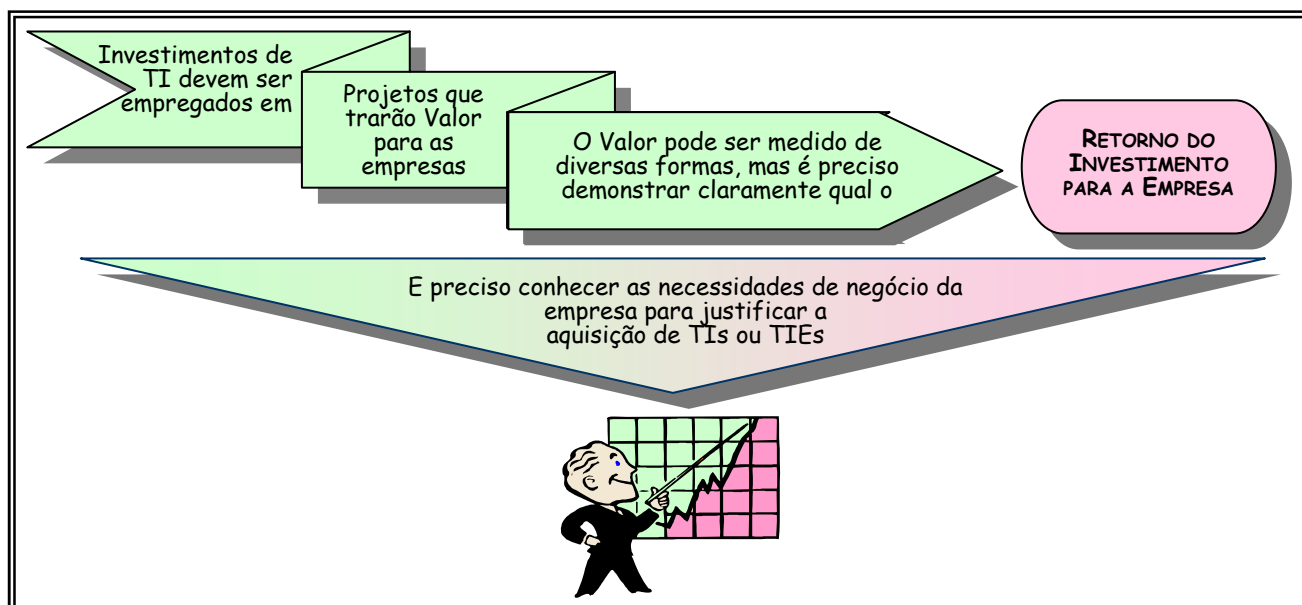 Investimentos de
TI devem ser
empregados em
Projetos que
trarão Valor
para as
empresas
O Valor pode ser medido de
diversas formas, mas é preciso
demonstrar claramente qual o
RETORNO DO
INVESTIMENTO
PARA A EMPRESA
E preciso conhecer as necessidades de negócio da
empresa para justificar a
aquisição de TIs ou TIEs